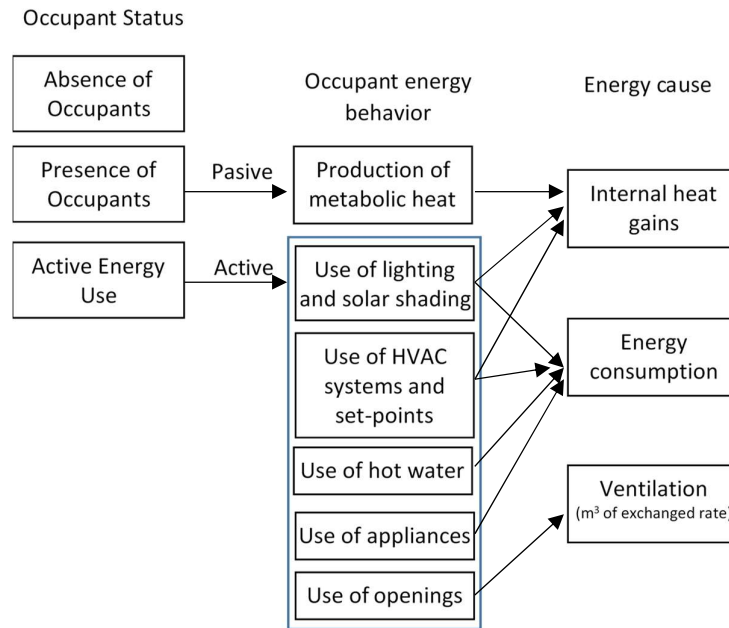 Occupant Status
Absence of
Occupants
Presence of
Occupants
Active Energy
Use
Pasive
Active
Occupant energy
behavior
Production of
metabolic heat
Use of lighting
and solar shading
Use of HVAC
systems and
set-points
Use of hot water
Use of appliances
Use of openings
Energy cause
Internal heat
gains
Energy
consumption
Ventilation
(m³ of exchanged rate)